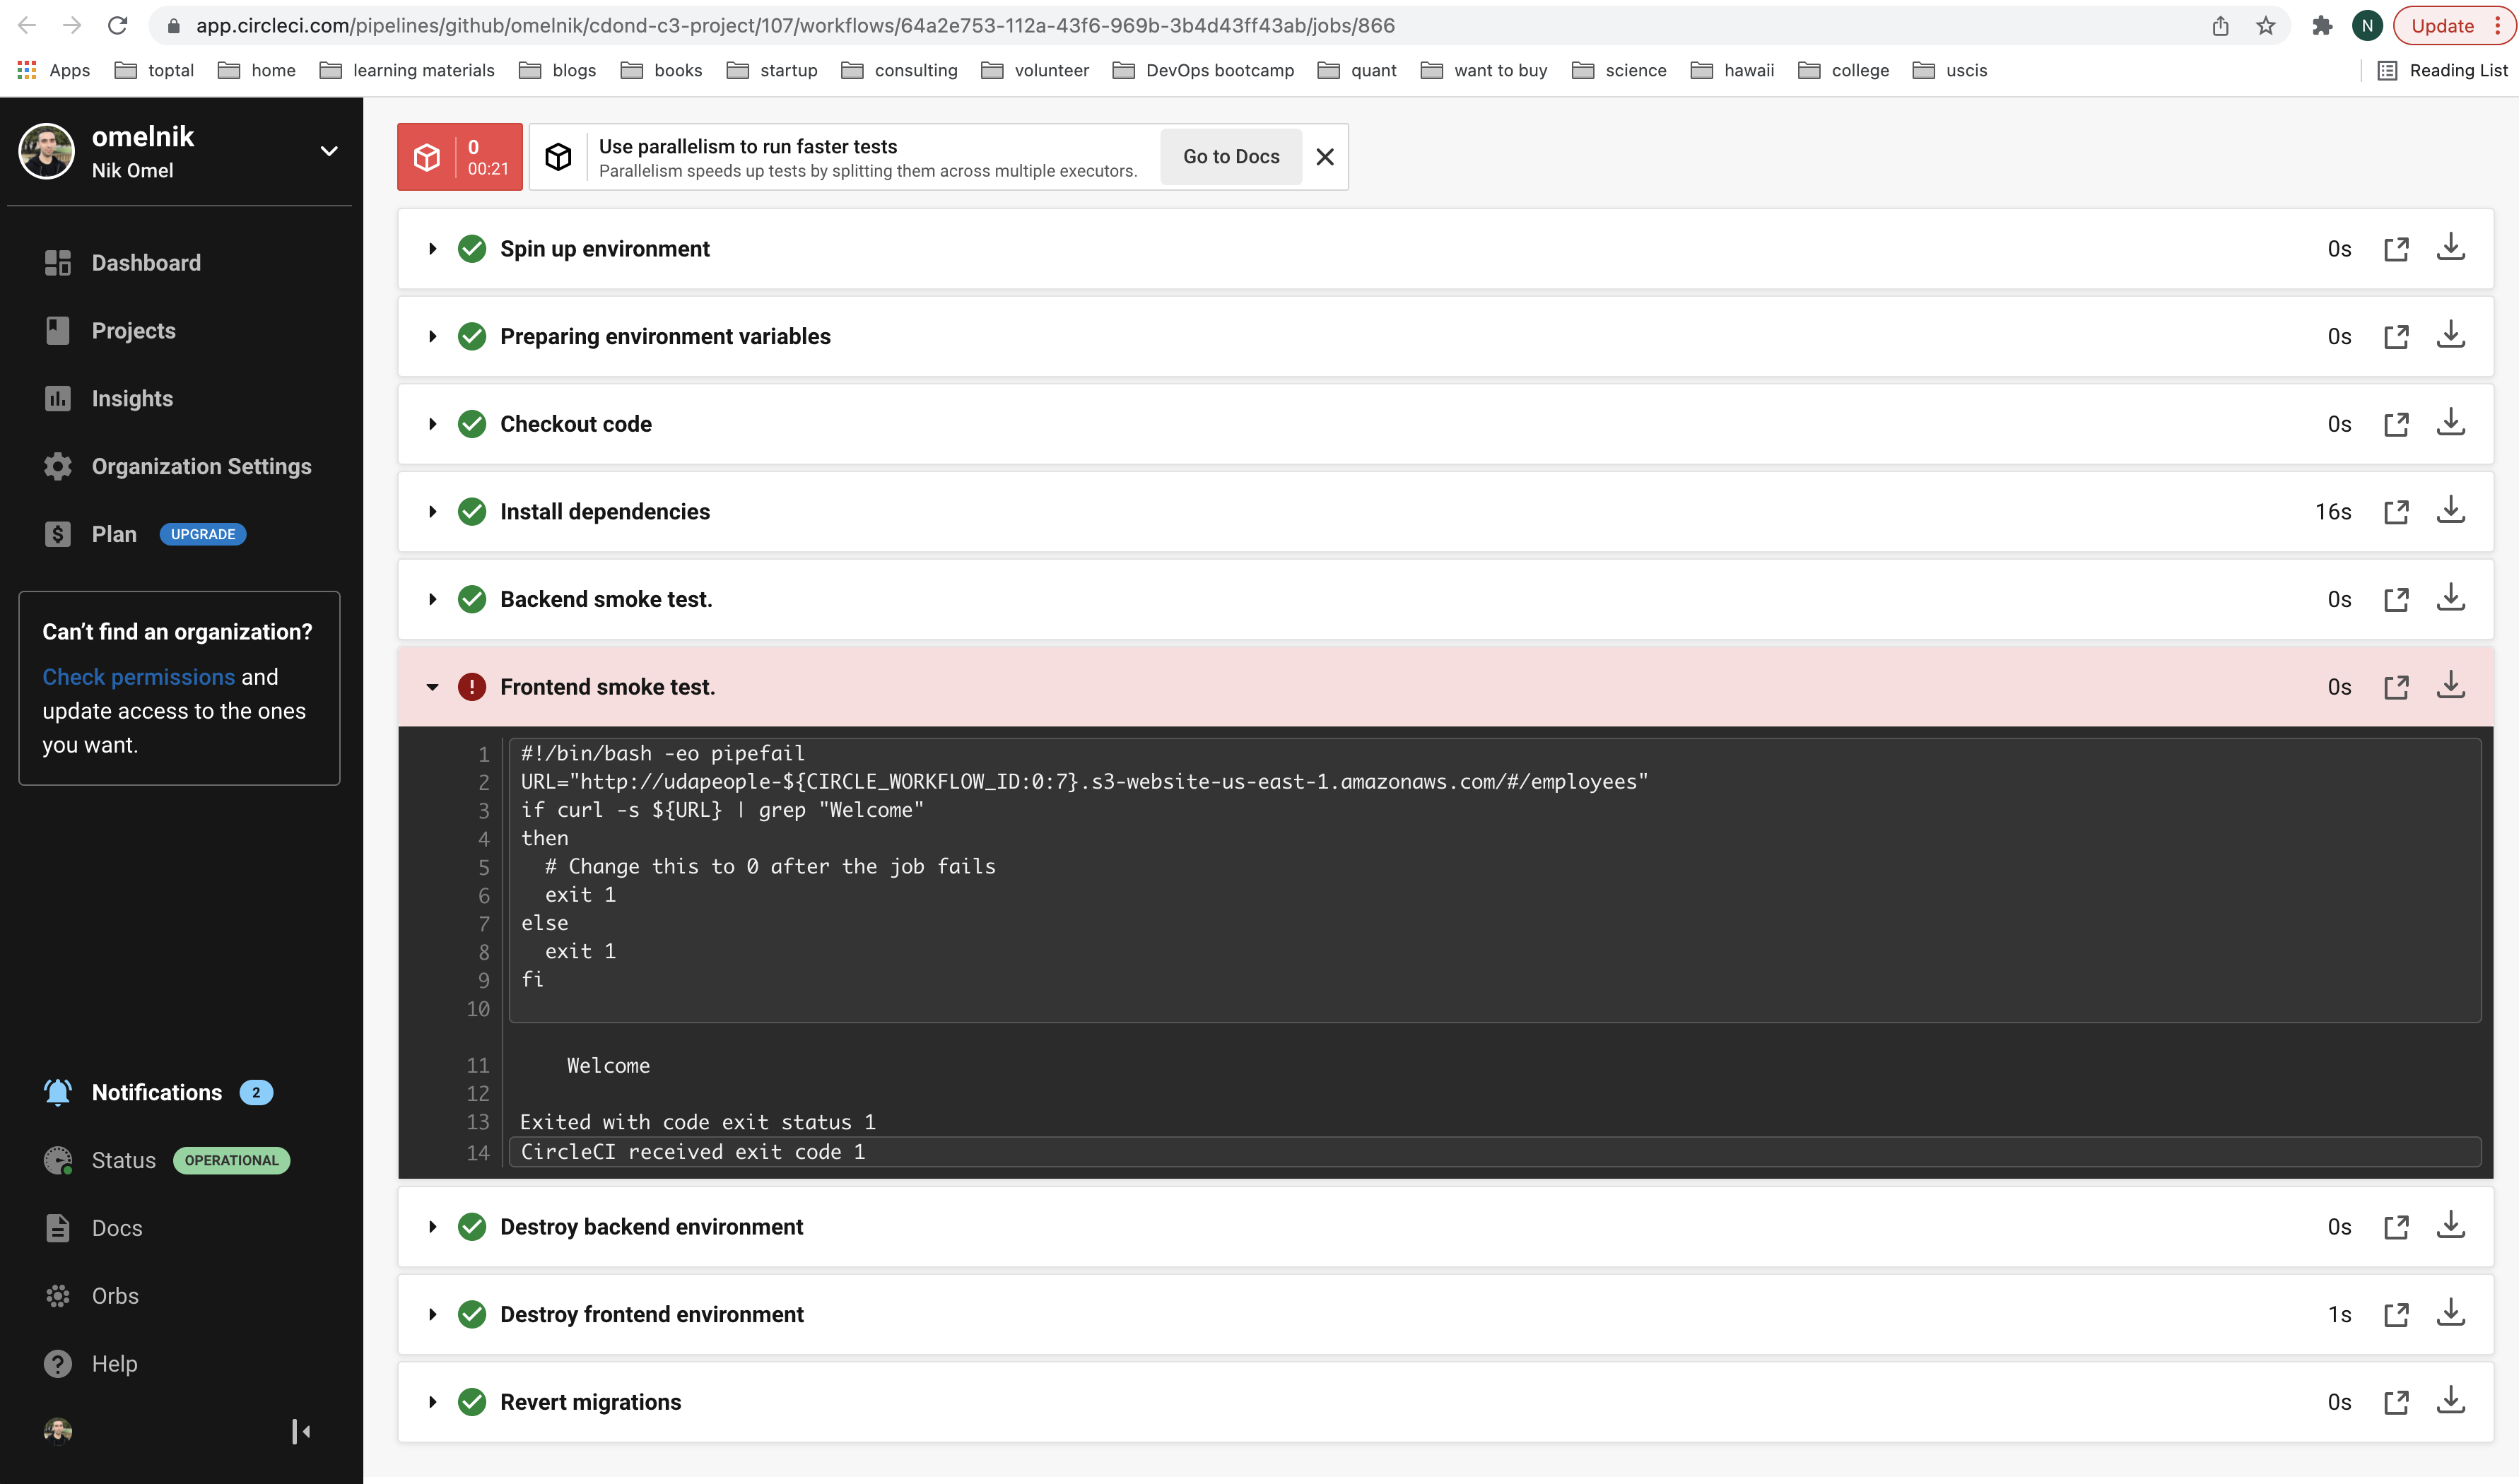 app.circleci.com/pipelines/github/omelnik/cdond-c3-project/107/workflows/64a2e753-112a-43f6-969b-3b4d43ff43ab/jobs/866
N
Update
Apps
toptal
home
learning materials
blogs
books
startup
consulting
volunteer
DevOps bootcamp
quant
want to buy
science
hawaii
college
uscis
Reading List
omelnik
Nik Omel
Dashboard
Projects
Insights
Organization Settings
Plan
UPGRADE
Can't find an organization?
Check permissions and
update access to the ones
you want.
Notifications
2
Status
OPERATIONAL
Docs
Orbs
Help
0
00:21
Use parallelism to run faster tests
Parallelism speeds up tests by splitting them across multiple executors.
Go to Docs
Spin up environment
0s
Preparing environment variables
0s
Checkout code
0s
Install dependencies
16s
Backend smoke test.
0s
Frontend smoke test.
0s
1 #!/bin/bash -eo pipefail
2 URL="http://udapeople-${CIRCLE_WORKFLOW_ID:0:7}.s3-website-us-east-1.amazonaws.com/#/employees"
3 if curl -s ${URL} | grep "Welcome"
4 then
5 # Change this to 0 after the job fails
6 exit 1
7 else
8 exit 1
9 fi
10
11 Welcome
12
13 Exited with code exit status 1
14 CircleCI received exit code 1
Destroy backend environment
0s
Destroy frontend environment
1s
Revert migrations
0s